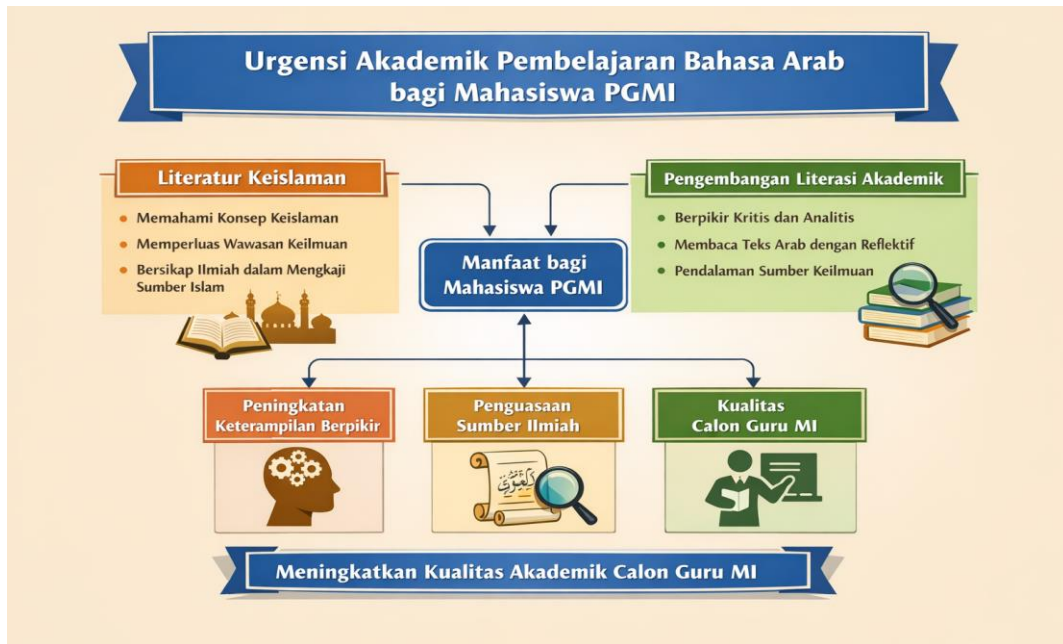 Urgensi Akademik Pembelajaran Bahasa Arab
bagi Mahasiswa PGMI
Literatur Keislaman
• Memahami Konsep Keislaman
• Memperluas Wawasan Keilmuan
• Bersikap Ilmiah dalam Mengkaji
Sumber Islam
Pengembangan Literasi Akademik
• Berpikir Kritis dan Analitis
• Membaca Teks Arab dengan Reflektif
• Pendalaman Sumber Keilmuan
Manfaat bagi
Mahasiswa PGMI
Peningkatan
Keterampilan Berpikir
Penguasaan
Sumber Ilmiah
Kualitas
Calon Guru MI
Meningkatkan Kualitas Akademik Calon Guru MI